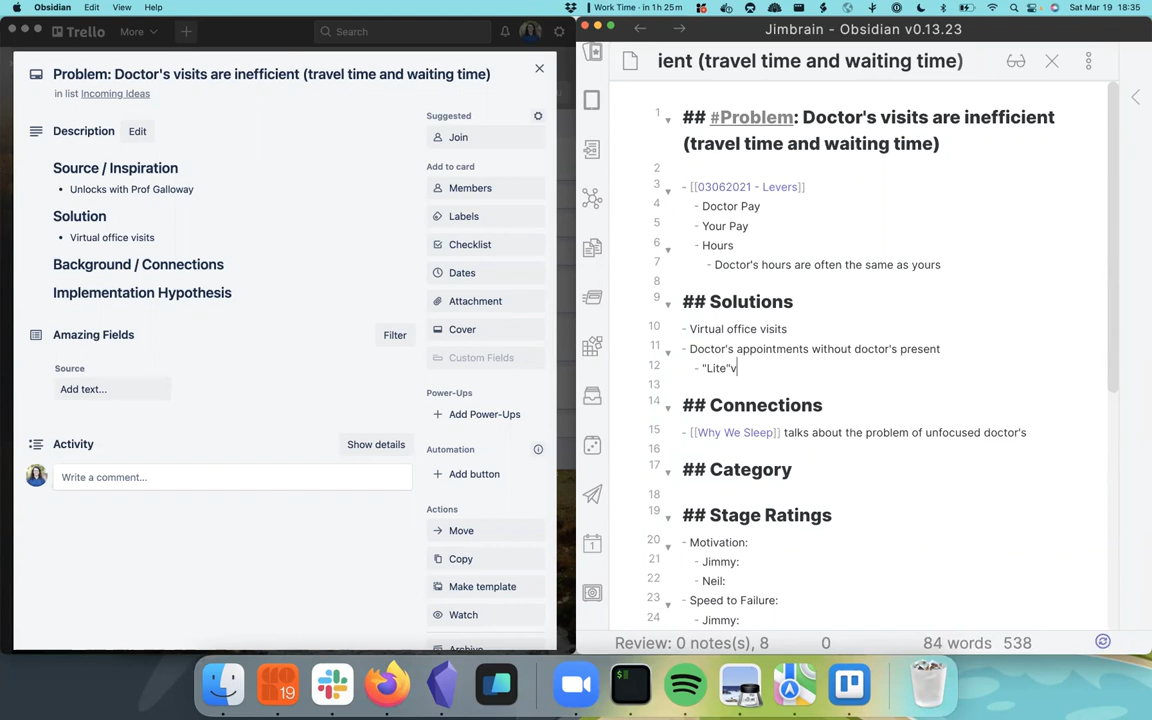 Obsidian Edit View Help
Work Time • in 1 h 25 m
Sat Mar 19 18:35
Trello More
Search
Problem: Doctor's visits are inefficient (travel time and waiting time)
in list Incoming Ideas
Description Edit
Source / Inspiration
• Unlocks with Prof Galloway
Solution
• Virtual office visits
Background / Connections
Implementation Hypothesis
Amazing Fields Filter
Source
Add text...
Activity Show details
Write a comment...
Suggested
Join
Add to card
Members
Labels
Checklist
Dates
Attachment
Cover
Custom Fields
Power-Ups
+ Add Power-Ups
Automation
+ Add button
Actions
Move
Copy
Make template
Watch
Archive
Jimbrain - Obsidian v0.13.23
ient (travel time and waiting time)
1 ## #Problem: Doctor's visits are inefficient
(travel time and waiting time)
2
3 - [[03062021 - Levers]]
4 - Doctor Pay
5 - Your Pay
6 - Hours
7 - Doctor's hours are often the same as yours
8
9 ## Solutions
10 - Virtual office visits
11 - Doctor's appointments without doctor's present
12 - "Lite"v
13
14 ## Connections
15 - [[Why We Sleep]] talks about the problem of unfocused doctor's
16
17 ## Category
18
19 ## Stage Ratings
20 - Motivation:
21 - Jimmy:
22 - Neil:
23 - Speed to Failure:
24 - Jimmy:
Review: 0 notes(s), 8 0 84 words 538
19
1